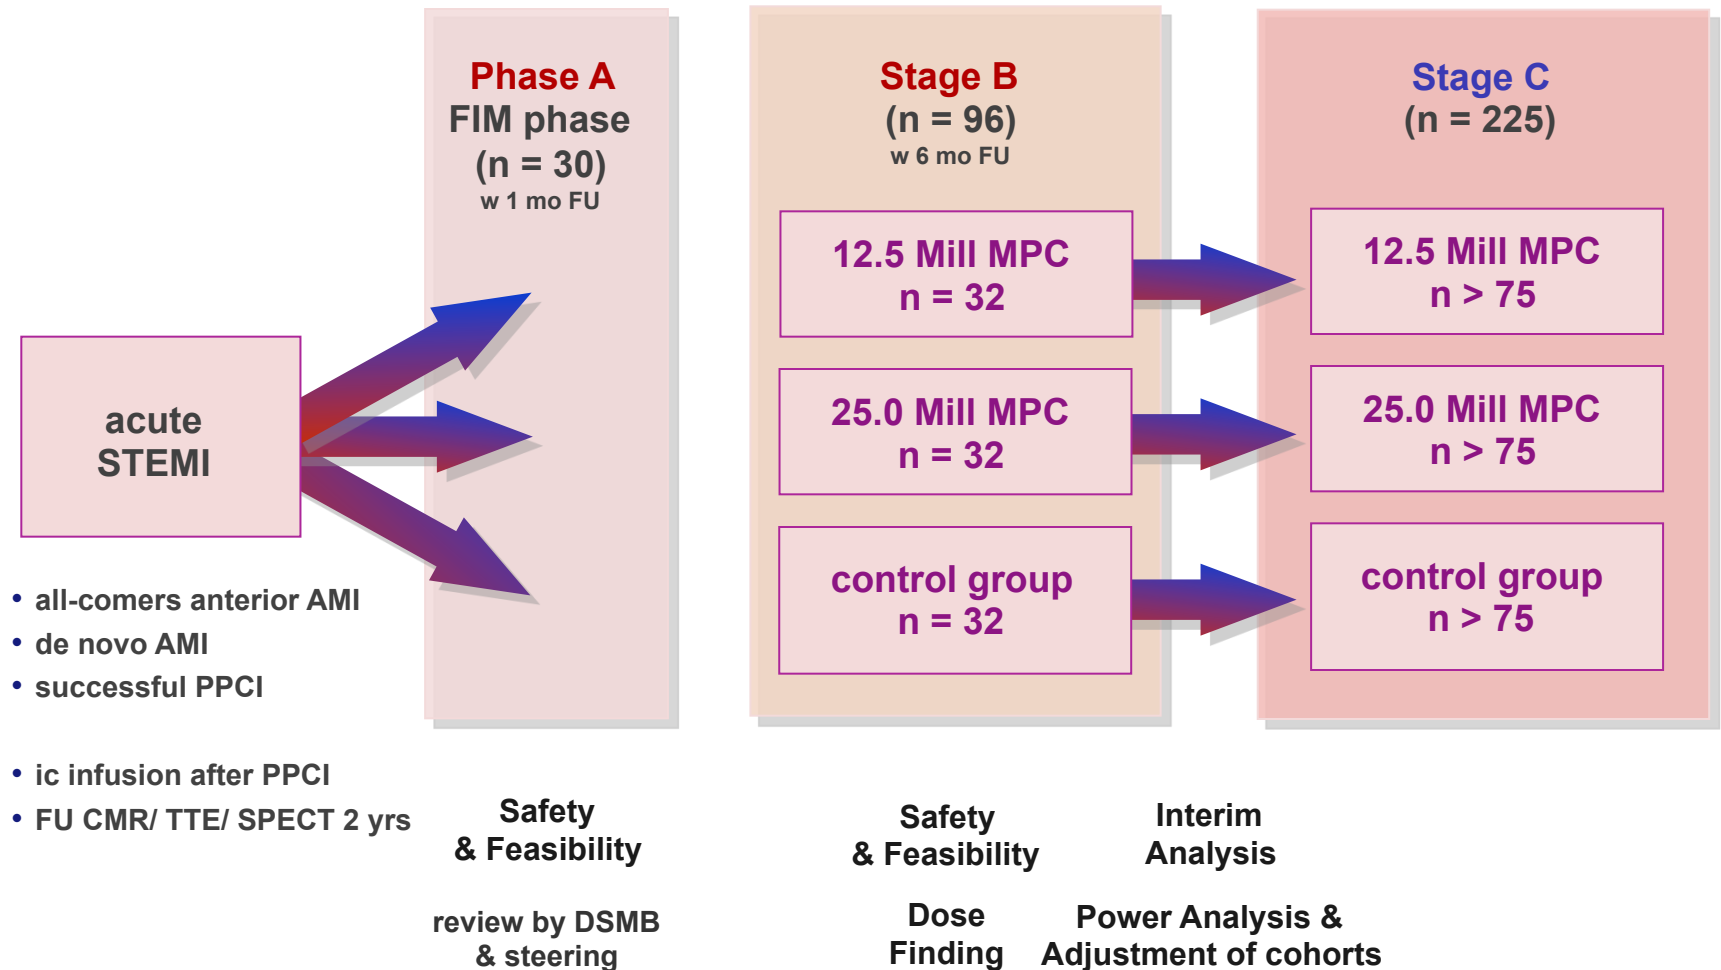 acute
STEMI
• all-comers anterior AMI
• de novo AMI
• successful PPCI
• ic infusion after PPCI
• FU CMR/ TTE/ SPECT 2 yrs
Phase A
FIM phase
(n = 30)
w 1 mo FU
Safety
& Feasibility
review by DSMB
& steering
Stage B
(n = 96)
w 6 mo FU
12.5 Mill MPC
n = 32
25.0 Mill MPC
n = 32
control group
n = 32
Safety
& Feasibility
Dose
Finding
Interim
Analysis
Power Analysis &
Adjustment of cohorts
Stage C
(n = 225)
12.5 Mill MPC
n > 75
25.0 Mill MPC
n > 75
control group
n > 75